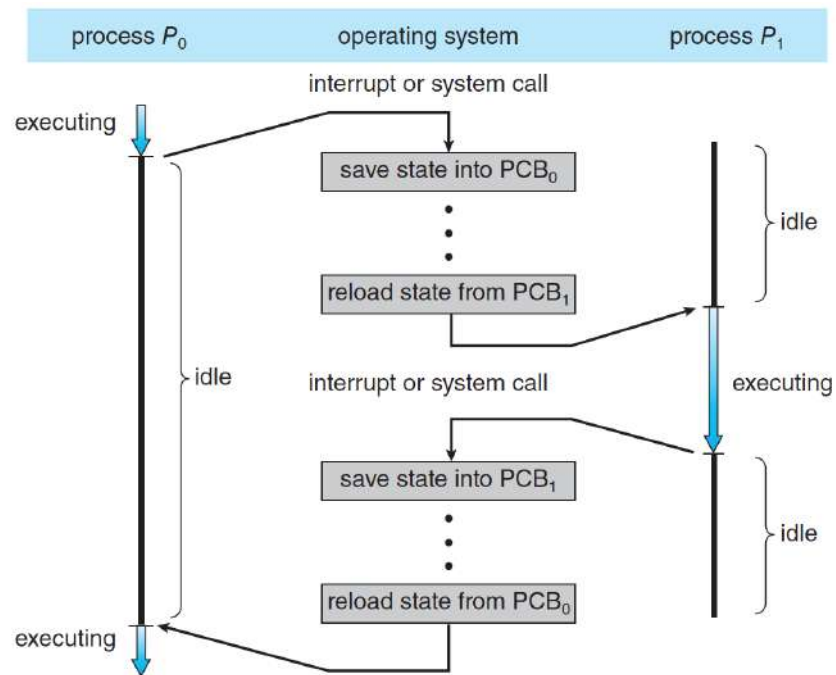 process P₀ operating system process P₁
interrupt or system call
executing
save state into PCB₀
idle
reload state from PCB₁
idle
interrupt or system call
executing
save state into PCB₁
idle
reload state from PCB₀
executing